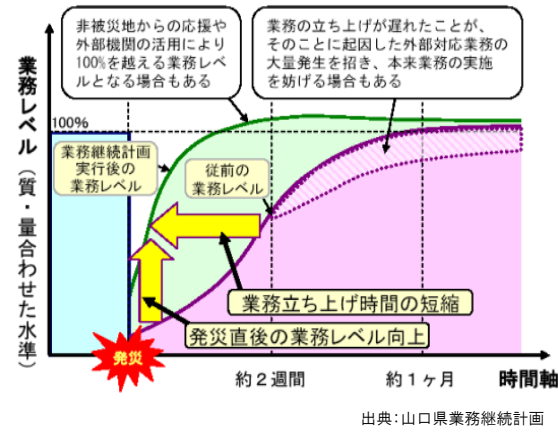 非被災地からの応援や
外部機関の活用により
100%を越える業務レベ
ルとなる場合もある
業務の立ち上げが遅れたことが、
そのことに起因した外部対応業務の
大量発生を招き、本来業務の実施
を妨げる場合もある
業務レベル（質・量合わせた水準）
100%
業務継続計画
実行後の
業務レベル
従前の
業務レベル
業務立ち上げ時間の短縮
発災直後の業務レベル向上
発災
約２週間
約１ヶ月
時間軸
出典：山口県業務継続計画